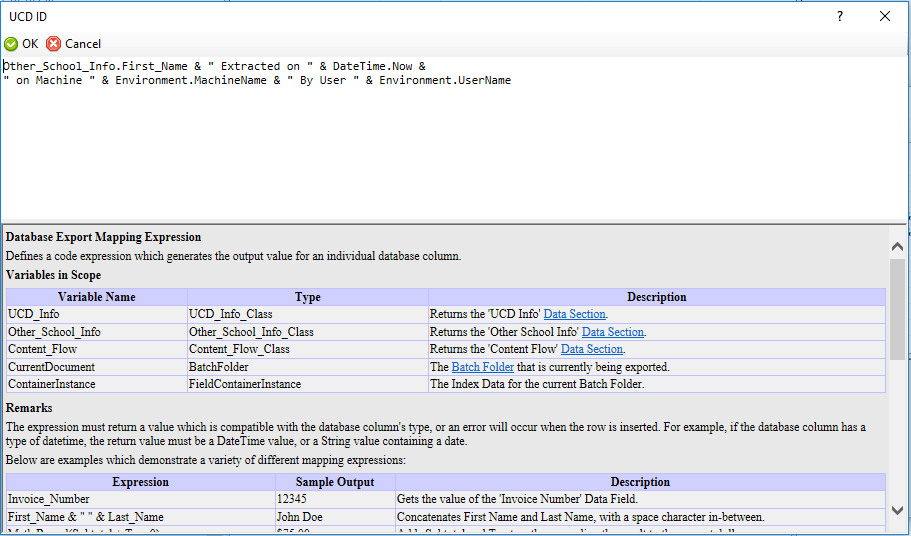 UCD ID
? ×
OK Cancel
Other_School_Info.First_Name & " Extracted on " & DateTime.Now &
" on Machine " & Environment.MachineName & " By User " & Environment.UserName
Database Export Mapping Expression
Defines a code expression which generates the output value for an individual database column.
Variables in Scope
Variable Name Type Description
UCD_Info UCD_Info_Class Returns the 'UCD Info' Data Section.
Other_School_Info Other_School_Info_Class Returns the 'Other School Info' Data Section.
Content_Flow Content_Flow_Class Returns the 'Content Flow' Data Section.
CurrentDocument BatchFolder The Batch Folder that is currently being exported.
ContainerInstance FieldContainerInstance The Index Data for the current Batch Folder.
Remarks
The expression must return a value which is compatible with the database column's type, or an error will occur when the row is inserted. For example, if the database column has a
type of datetime, the return value must be a DateTime value, or a String value containing a date.
Below are examples which demonstrate a variety of different mapping expressions:
Expression Sample Output Description
Invoice_Number 12345 Gets the value of the 'Invoice Number' Data Field.
First_Name & " " & Last_Name John Doe Concatenates First Name and Last Name, with a space character in-between.